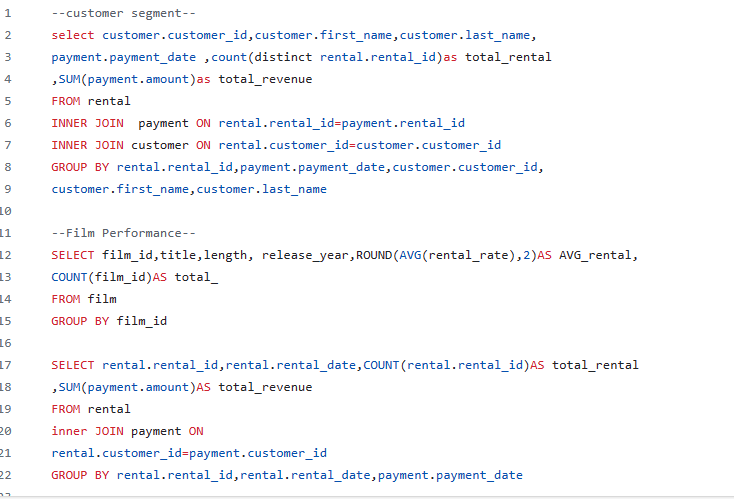 1 --customer segment--
2 select customer.customer_id,customer.first_name,customer.last_name,
3 payment.payment_date ,count(distinct rental.rental_id)as total_rental
4 ,SUM(payment.amount)as total_revenue
5 FROM rental
6 INNER JOIN  payment ON rental.rental_id=payment.rental_id
7 INNER JOIN customer ON rental.customer_id=customer.customer_id
8 GROUP BY rental.rental_id,payment.payment_date,customer.customer_id,
9 customer.first_name,customer.last_name
10
11 --Film Performance--
12 SELECT film_id,title,length, release_year,ROUND(AVG(rental_rate),2)AS AVG_rental,
13 COUNT(film_id)AS total_
14 FROM film
15 GROUP BY film_id
16
17 SELECT rental.rental_id,rental.rental_date,COUNT(rental.rental_id)AS total_rental
18 ,SUM(payment.amount)AS total_revenue
19 FROM rental
20 inner JOIN payment ON
21 rental.customer_id=payment.customer_id
22 GROUP BY rental.rental_id,rental.rental_date,payment.payment_date